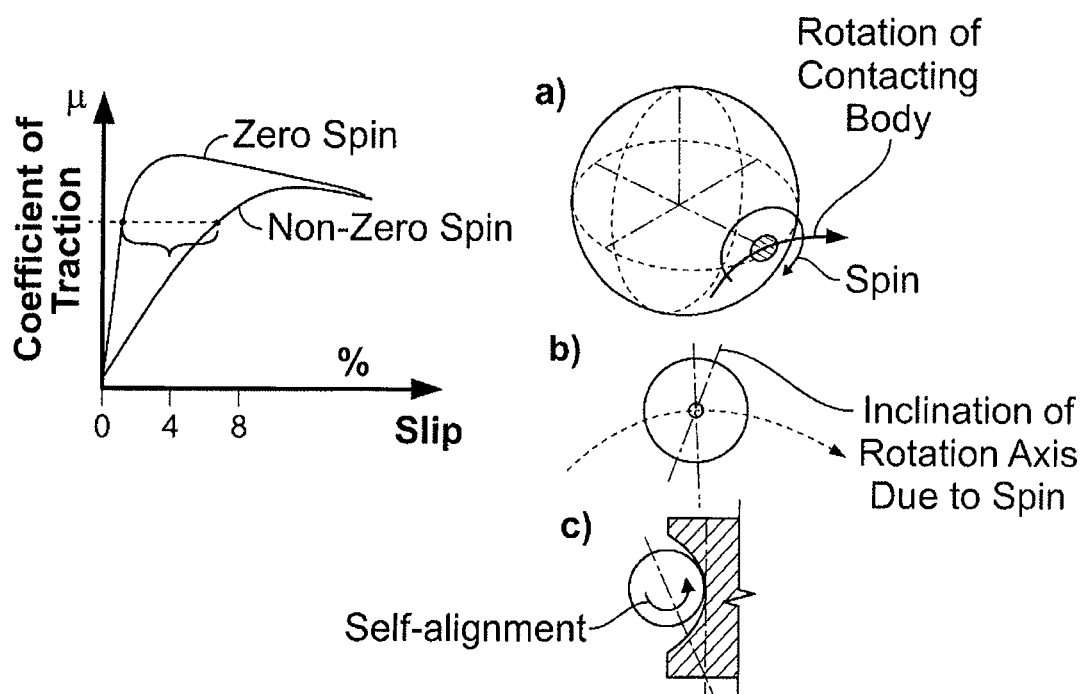 μ
Coefficient of
Traction
Zero Spin
Non-Zero Spin
%
0 4 8
Slip
a)
Rotation of
Contacting
Body
Spin
b)
Inclination of
Rotation Axis
Due to Spin
c)
Self-alignment